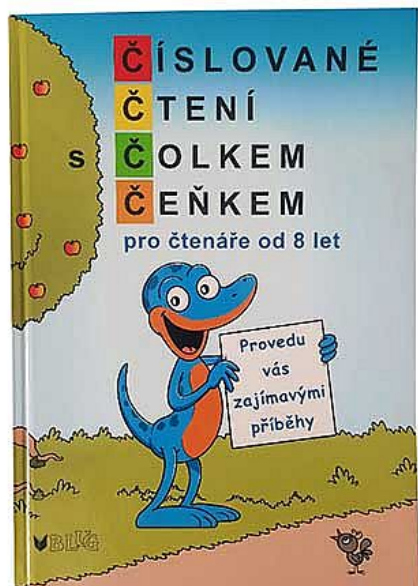 ČÍSLOVANÉ
ČTENÍ
s ČOLKEM
ČEŇKEM
pro čtenáře od 8 let
Provedu
vás
zajímavými
příběhy
BLUG